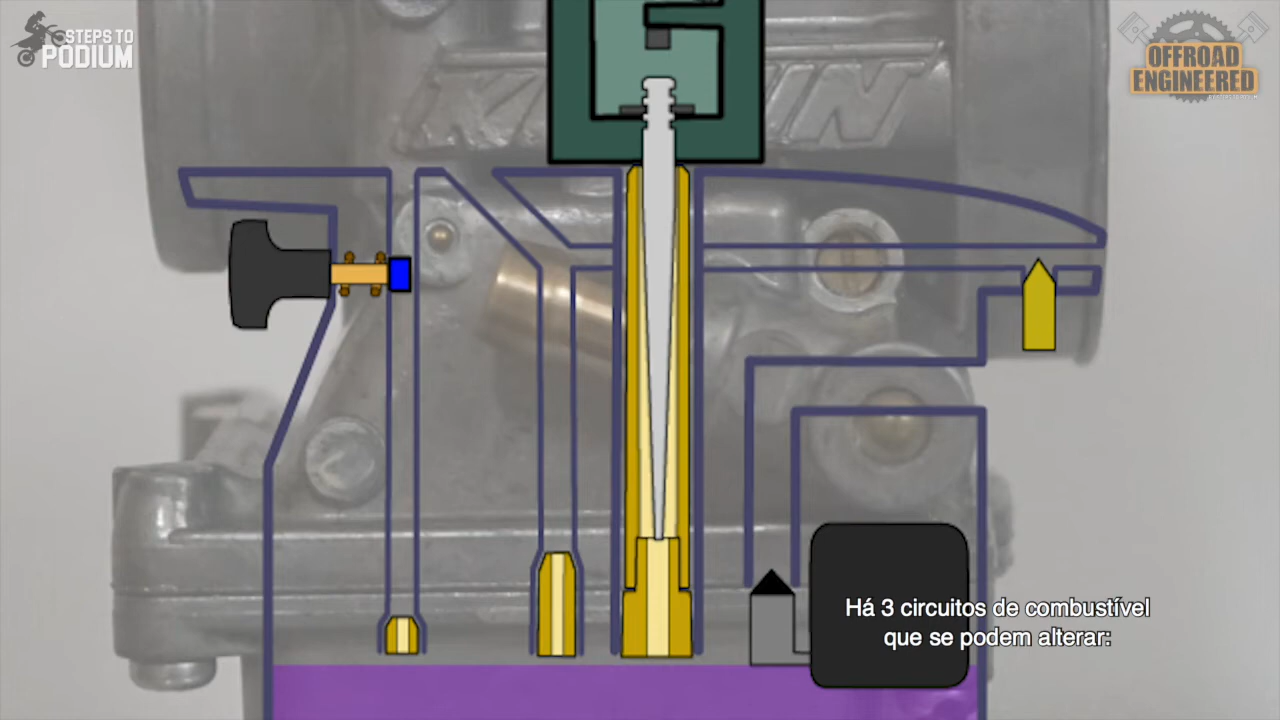 STEPS TO
PODIUM
OFFROAD
ENGINEERED
Há 3 circuitos de combustível
que se podem alterar: